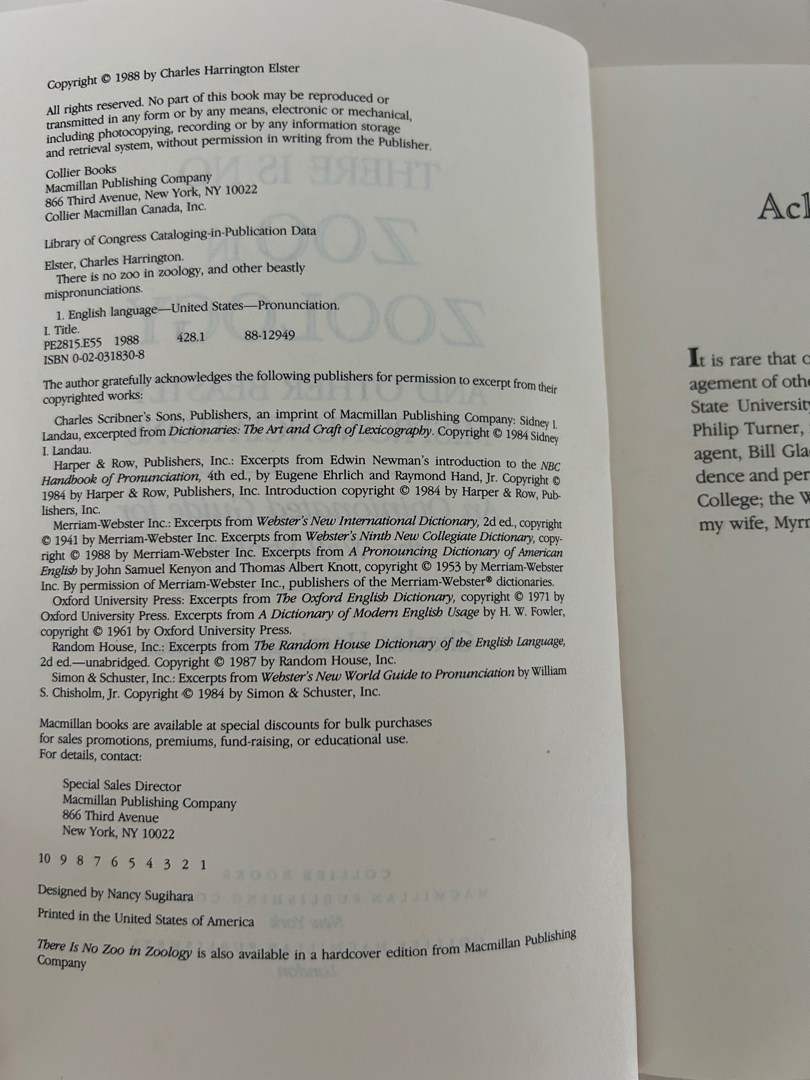 Copyright © 1988 by Charles Harrington Elster
All rights reserved. No part of this book may be reproduced or
transmitted in any form or by any means, electronic or mechanical,
including photocopying, recording or by any information storage
and retrieval system, without permission in writing from the Publisher.
Collier Books
Macmillan Publishing Company
866 Third Avenue, New York, NY 10022
Collier Macmillan Canada, Inc.
Library of Congress Cataloging-in-Publication Data
Elster, Charles Harrington.
There is no zoo in zoology, and other beastly
mispronunciations.
1. English language—United States—Pronunciation.
I. Title.
PE2815.E55 1988 428.1 88-12949
ISBN 0-02-031830-8
The author gratefully acknowledges the following publishers for permission to excerpt from their
copyrighted works:
Charles Scribner's Sons, Publishers, an imprint of Macmillan Publishing Company: Sidney I.
Landau, excerpted from Dictionaries: The Art and Craft of Lexicography. Copyright © 1984 Sidney
I. Landau.
Harper & Row, Publishers, Inc.: Excerpts from Edwin Newman's introduction to the NBC
Handbook of Pronunciation, 4th ed., by Eugene Ehrlich and Raymond Hand, Jr. Copyright ©
1984 by Harper & Row, Publishers, Inc. Introduction copyright © 1984 by Harper & Row, Pub-
lishers, Inc.
Merriam-Webster Inc.: Excerpts from Webster's New International Dictionary, 2d ed., copyright
© 1941 by Merriam-Webster Inc. Excerpts from Webster's Ninth New Collegiate Dictionary, copy-
right © 1988 by Merriam-Webster Inc. Excerpts from A Pronouncing Dictionary of American
English by John Samuel Kenyon and Thomas Albert Knott, copyright © 1953 by Merriam-Webster
Inc. By permission of Merriam-Webster Inc., publishers of the Merriam-Webster® dictionaries.
Oxford University Press: Excerpts from The Oxford English Dictionary, copyright © 1971 by
Oxford University Press. Excerpts from A Dictionary of Modern English Usage by H. W. Fowler,
copyright © 1961 by Oxford University Press.
Random House, Inc.: Excerpts from The Random House Dictionary of the English Language,
2d ed.—unabridged. Copyright © 1987 by Random House, Inc.
Simon & Schuster, Inc.: Excerpts from Webster's New World Guide to Pronunciation by William
S. Chisholm, Jr. Copyright © 1984 by Simon & Schuster, Inc.
Macmillan books are available at special discounts for bulk purchases
for sales promotions, premiums, fund-raising, or educational use.
For details, contact:
Special Sales Director
Macmillan Publishing Company
866 Third Avenue
New York, NY 10022
10 9 8 7 6 5 4 3 2 1
Designed by Nancy Sugihara
Printed in the United States of America
There Is No Zoo in Zoology is also available in a hardcover edition from Macmillan Publishing
Company
It is rare that
agement of
State
Philip Turner,
agent, Bill
dence and
College; the
my wife,